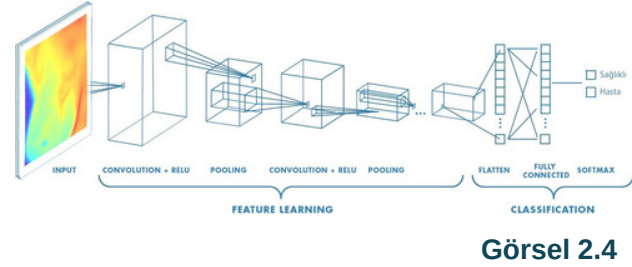 Sağlıklı
Hasta
INPUT
CONVOLUTION + RELU
POOLING
CONVOLUTION + RELU
POOLING
...
FLATTEN
FULLY
CONNECTED
SOFTMAX
FEATURE LEARNING
CLASSIFICATION
Görsel 2.4